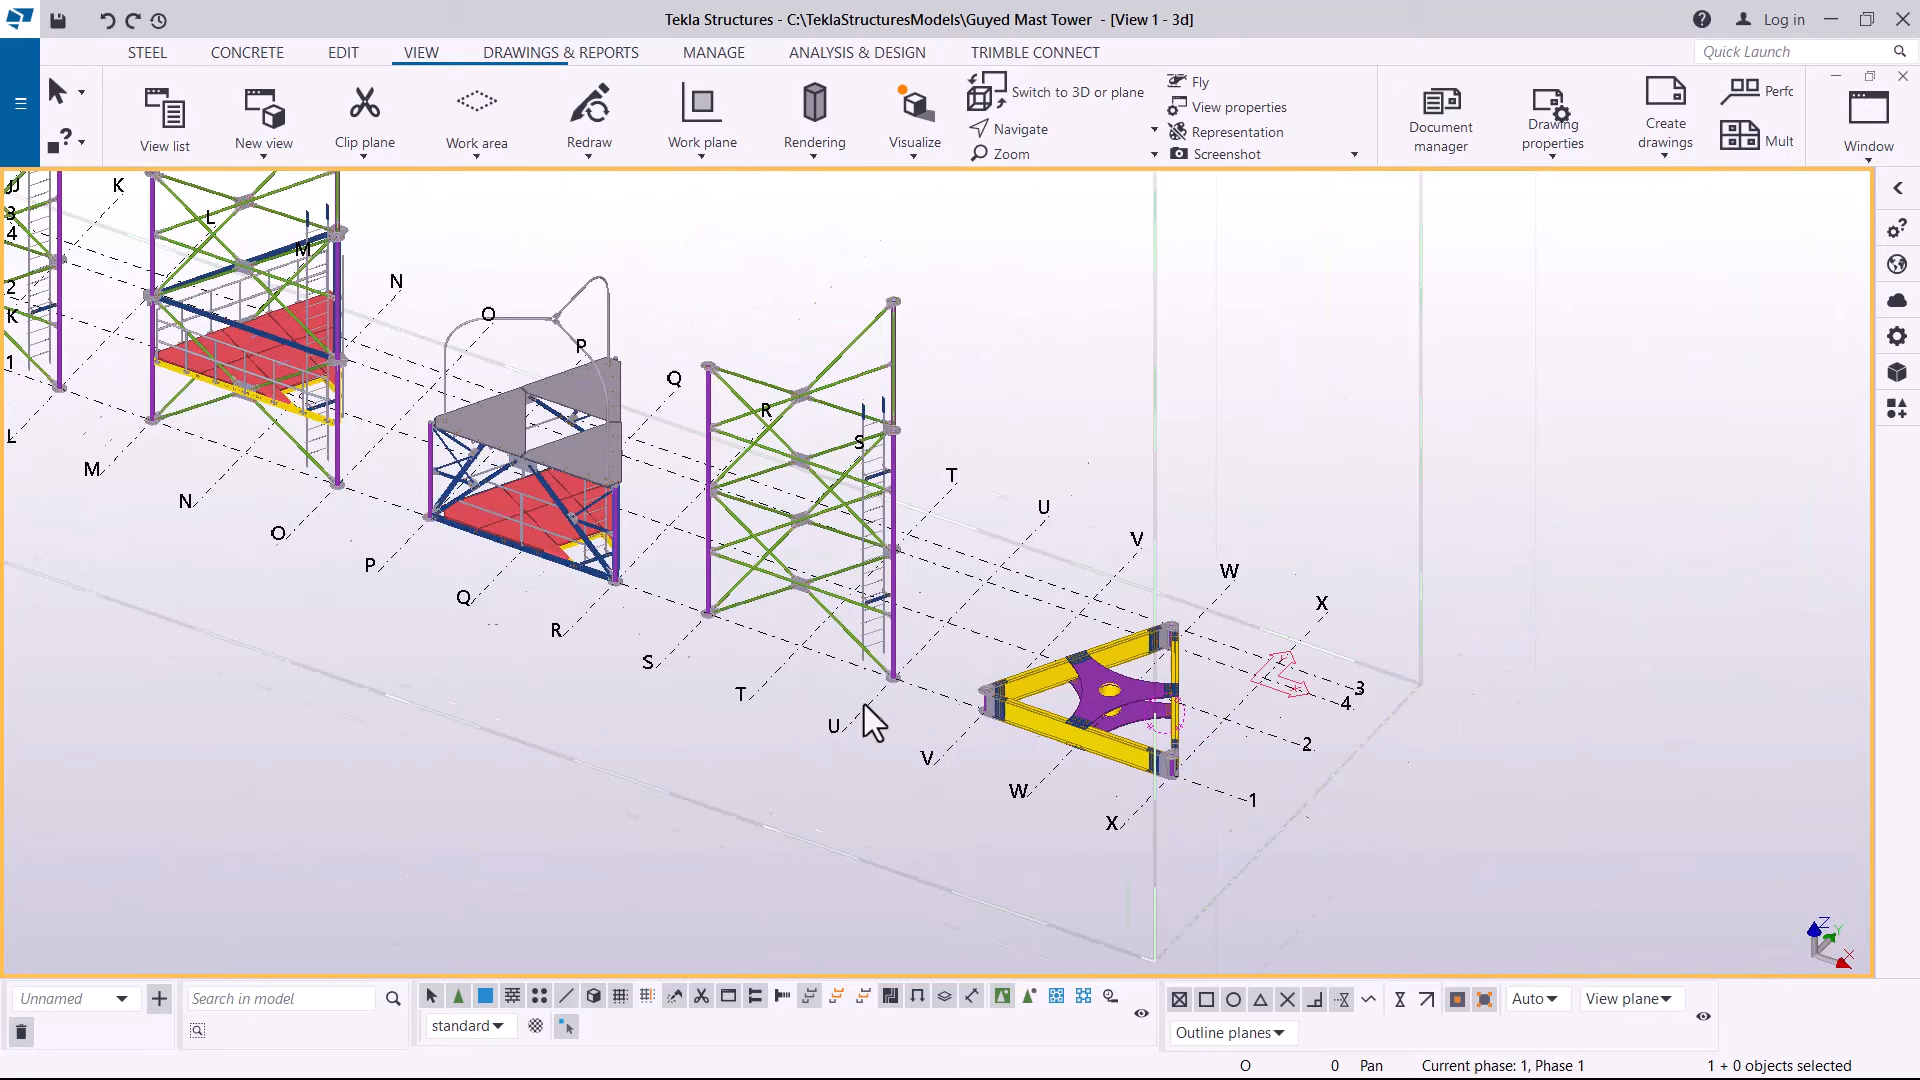 Tekla Structures - C:\TeklaStructuresModels\Guyed Mast Tower - [View 1 - 3d]
Log in
STEEL
CONCRETE
EDIT
VIEW
DRAWINGS & REPORTS
MANAGE
ANALYSIS & DESIGN
TRIMBLE CONNECT
Quick Launch
View list
New view
Clip plane
Work area
Redraw
Work plane
Rendering
Visualize
Switch to 3D or plane
Navigate
Zoom
Fly
View properties
Representation
Screenshot
Document manager
Drawing properties
Create drawings
Perfc
Mult
Window
J
K
L
M
N
O
P
Q
R
S
T
U
V
W
X
3
4
2
K
1
L
M
N
O
P
Q
R
S
T
U
V
W
X
3
4
2
1
Z
Y
X
Unnamed
Search in model
standard
Auto
View plane
Outline planes
O
0
Pan
Current phase: 1, Phase 1
1 + 0 objects selected